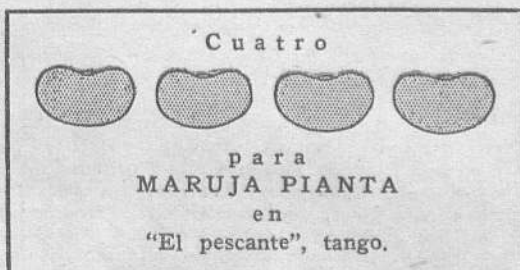 Cuatro
para
MARUJA PIANTA
en
“El pescante”, tango.